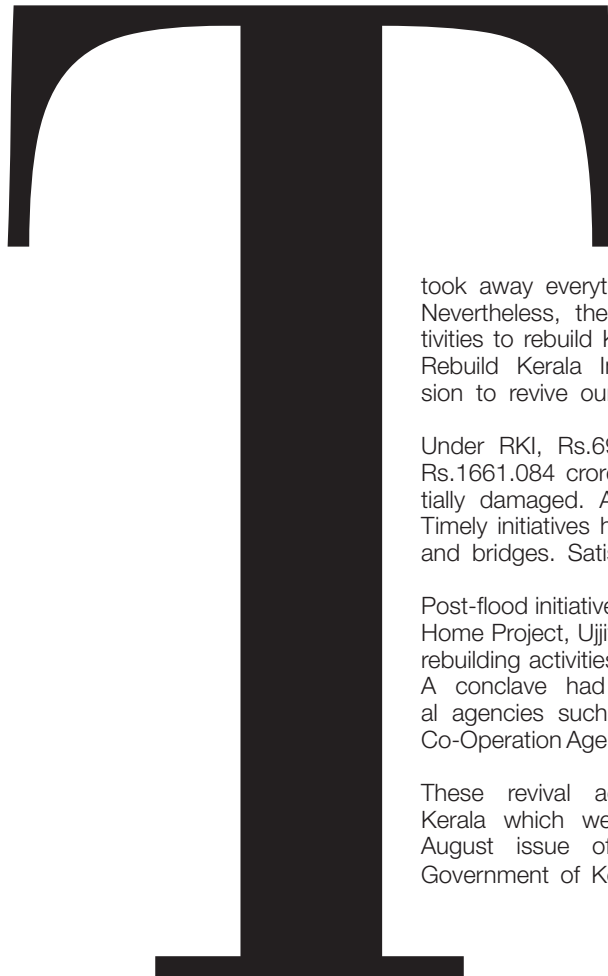 T
took away everyt
Nevertheless, the
tivities to rebuild K
Rebuild Kerala In
sion to revive our
Under RKI, Rs.69
Rs.1661.084 cror
tially damaged. A
Timely initiatives h
and bridges. Satis
Post-flood initiative
Home Project, Ujji
rebuilding activities
A conclave had
al agencies such
Co-Operation Age
These revival a
Kerala which we
August issue of
Government of Ke